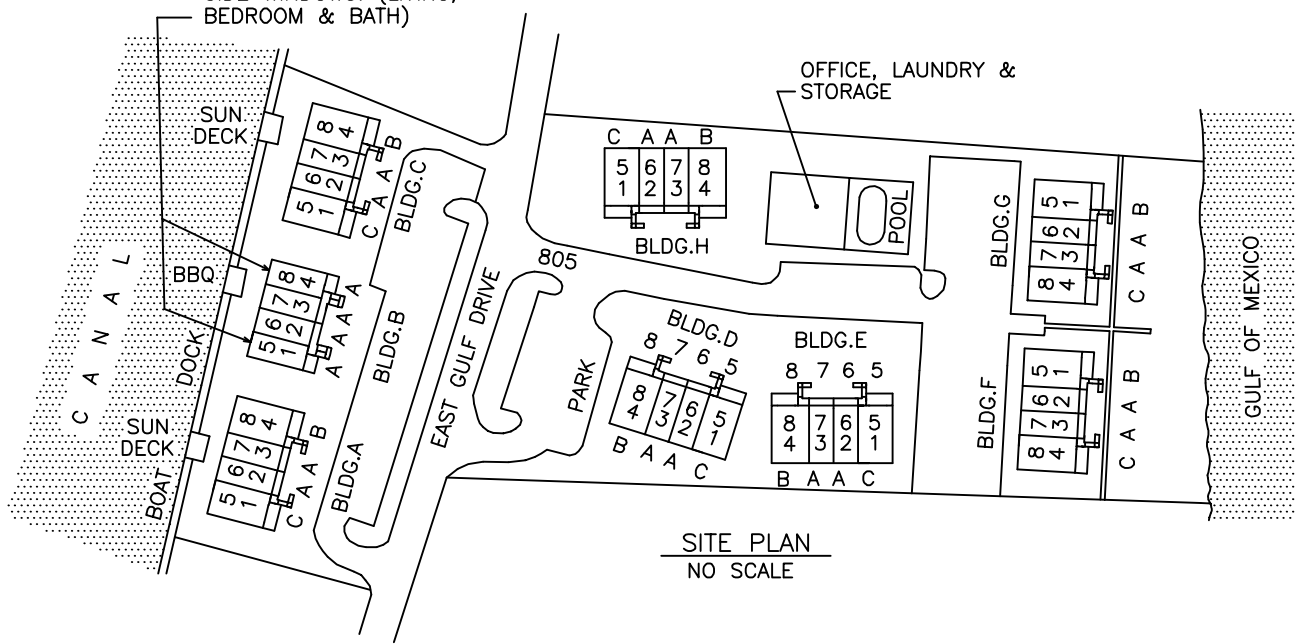 BEDROOM & BATH)
OFFICE, LAUNDRY &
STORAGE
SUN
DECK
8 4
7 3
6 2
5 1
C A A B
BLDG.C
C A A B
5 6 7 8
1 2 3 4
BLDG.H
POOL
805
BLDG.G
5 1
6 2
7 3
8 4
C A A B
GULF OF MEXICO
CANAL
BBQ
8 4
7 3
6 2
5 1
A A A A
BLDG.B
EAST GULF DRIVE
PARK
BLDG.D
8 7 6 5
8 7 6 5
4 3 2 1
B A A C
BLDG.E
8 7 6 5
8 7 6 5
4 3 2 1
B A A C
BLDG.F
5 1
6 2
7 3
8 4
C A A B
SUN
DECK
BOAT DOCK
8 4
7 3
6 2
5 1
C A A B
BLDG.A
SITE PLAN
NO SCALE